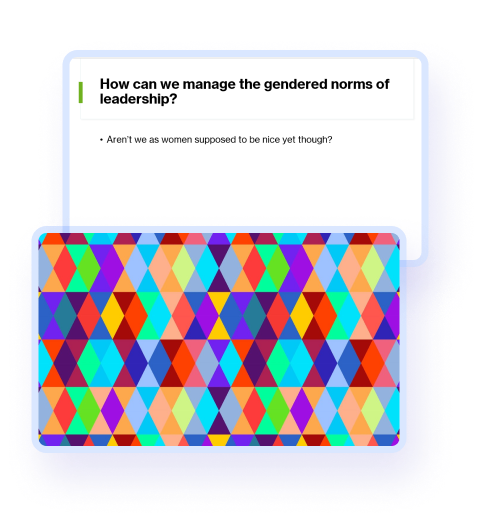 How can we manage the gendered norms of
leadership?
• Aren't we as women supposed to be nice yet though?